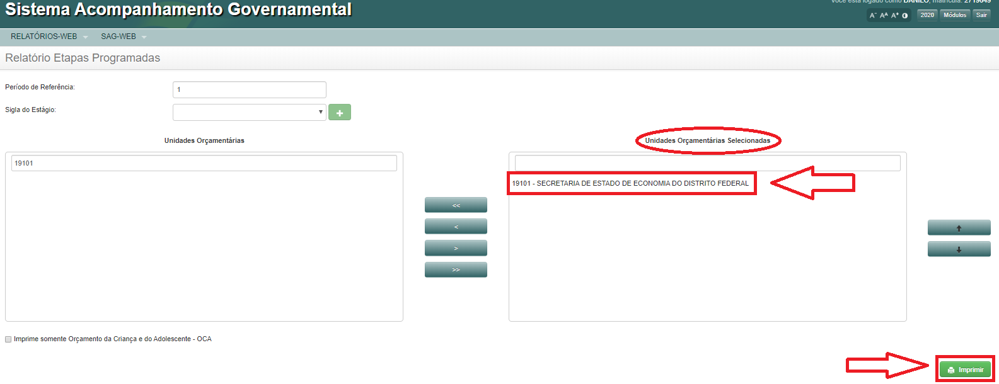 Você está logado como DANILO, matrícula: 2719649
Sistema Acompanhamento Governamental
A- AA A+ 2020 Módulos Sair
RELATÓRIOS-WEB SAG-WEB
Relatório Etapas Programadas
Período de Referência: 1
Sigla do Estágio:
Unidades Orçamentárias
Unidades Orçamentárias Selecionadas
19101
19101 - SECRETARIA DE ESTADO DE ECONOMIA DO DISTRITO FEDERAL
<<
<
>
>>
Imprime somente Orçamento da Criança e do Adolescente - OCA
Imprimir